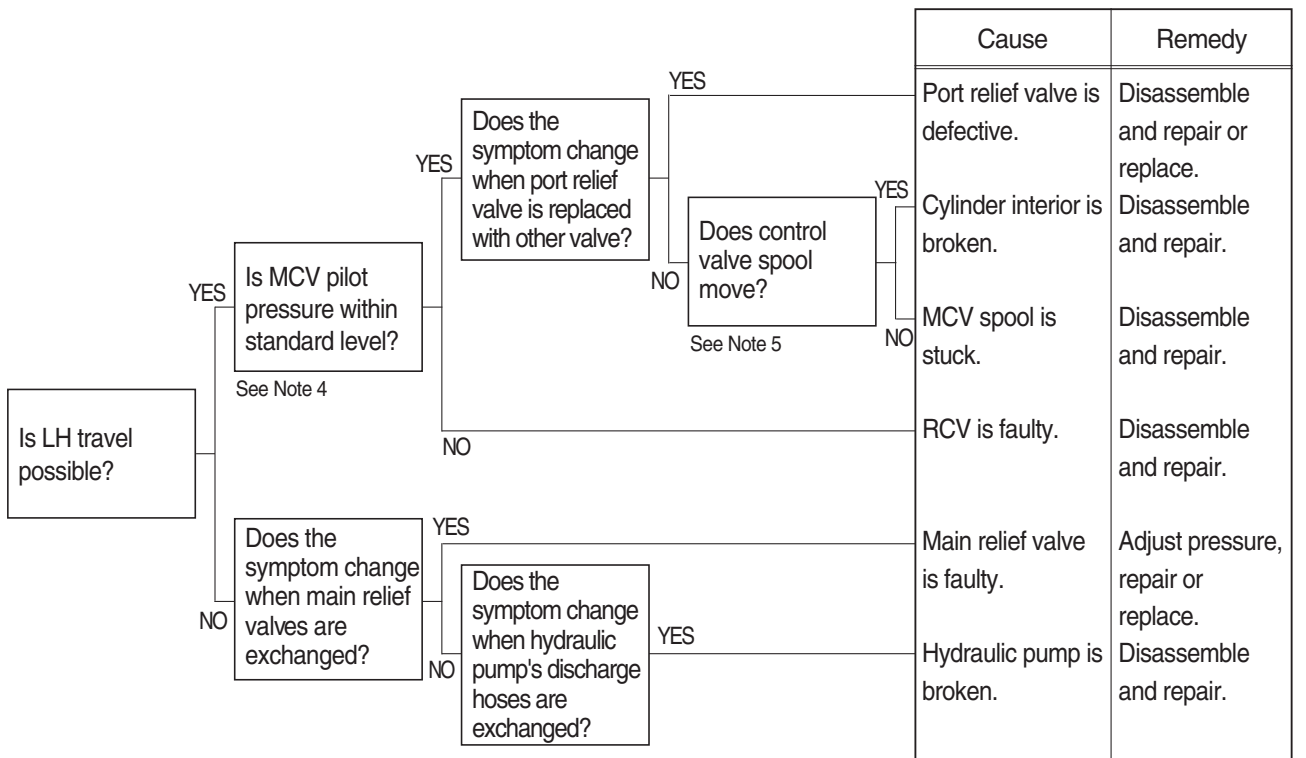 Cause
Remedy
Is LH travel
possible?
YES
NO
Is MCV pilot
pressure within
standard level?
See Note 4
YES
NO
Does the
symptom change
when port relief
valve is replaced
with other valve?
YES
NO
Does control
valve spool
move?
See Note 5
YES
NO
Does the
symptom change
when main relief
valves are
exchanged?
YES
NO
Does the
symptom change
when hydraulic
pump's discharge
hoses are
exchanged?
YES
Port relief valve is
defective.
Disassemble
and repair or
replace.
Cylinder interior is
broken.
Disassemble
and repair.
MCV spool is
stuck.
Disassemble
and repair.
RCV is faulty.
Disassemble
and repair.
Main relief valve
is faulty.
Adjust pressure,
repair or
replace.
Hydraulic pump is
broken.
Disassemble
and repair.